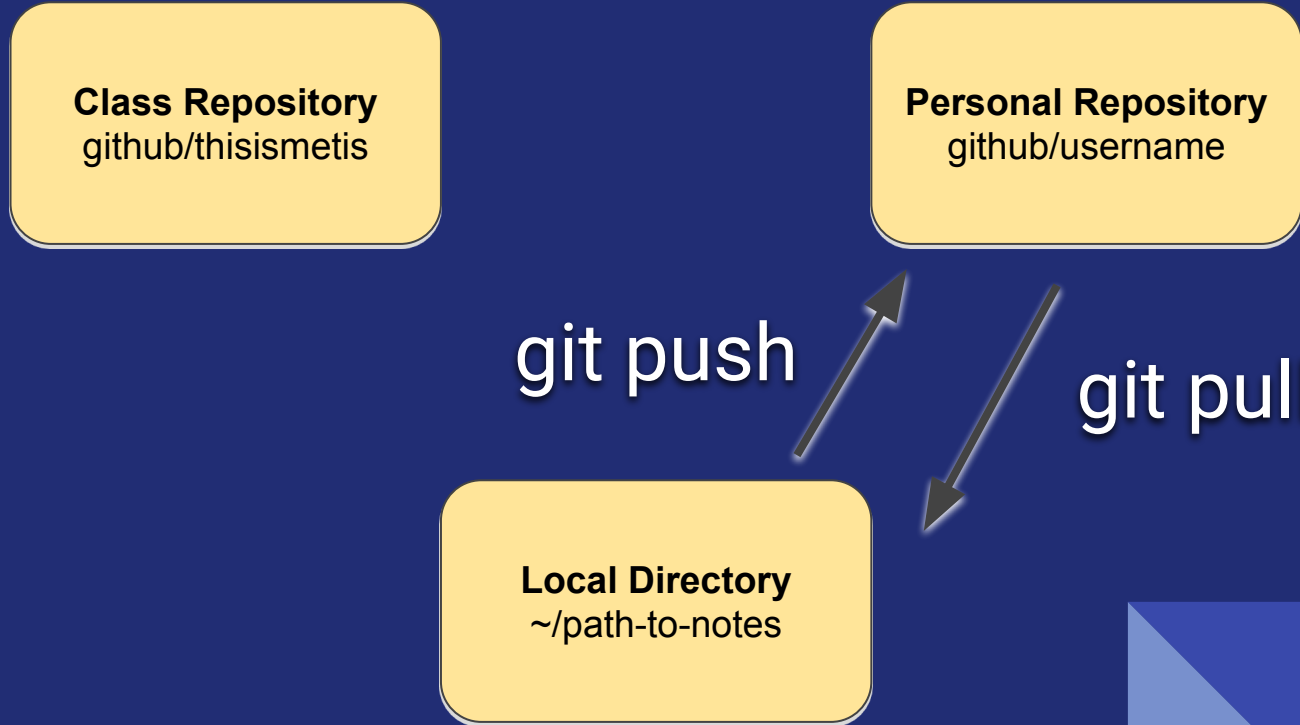 Class Repository
github/thisismetis
Personal Repository
github/username
git push
git pul
Local Directory
~/path-to-notes